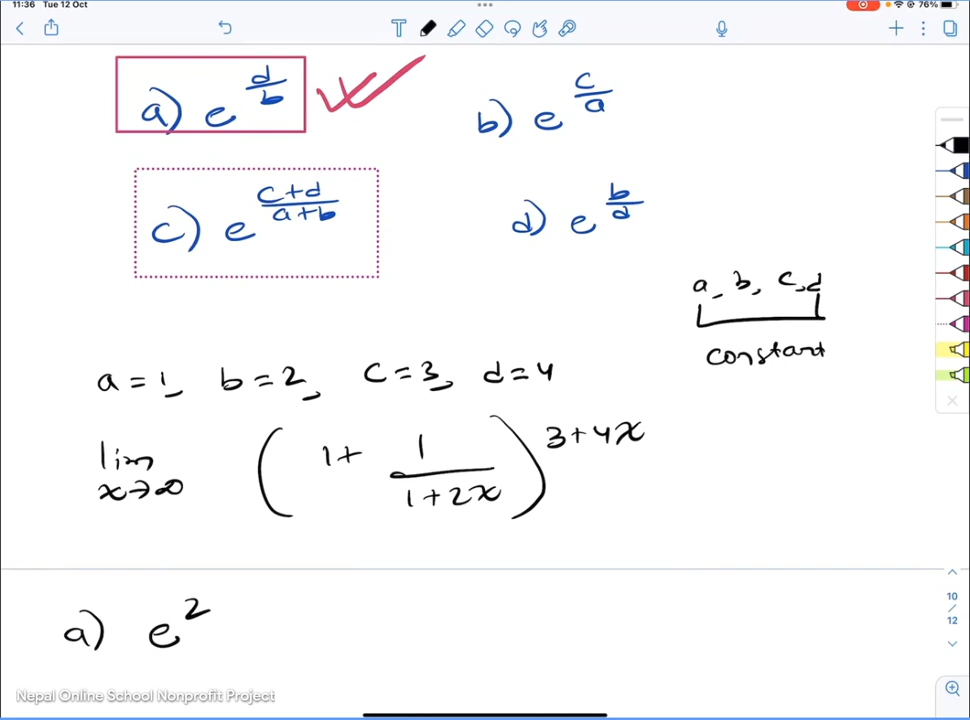 11:36 Tue 12 Oct
76%
a) e^(d/b)
b) e^(c/a)
c) e^((c+d)/(a+b))
d) e^(b/d)
a, b, c, d
constant
a = 1, b = 2, c = 3, d = 4
lim x→∞ (1 + 1/(1+2x))^(3+4x)
10
/
12
a) e^2
Nepal Online School Nonprofit Project